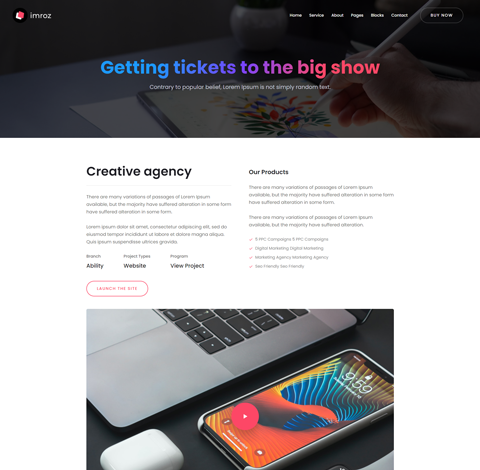 imroz
Home Service About Pages Blocks Contact BUY NOW
Getting tickets to the big show
Contrary to popular belief, Lorem Ipsum is not simply random text.
Creative agency
There are many variations of passages of Lorem Ipsum
available, but the majority have suffered alteration in some form
have suffered alteration in some form.
Lorem ipsum dolor sit amet, consectetur adipiscing elit, sed do
eiusmod tempor incididunt ut labore et dolore magna aliqua.
Quis ipsum suspendisse ultrices gravida.
Branch Project Types Program
Ability Website View Project
LAUNCH THE SITE
Our Products
There are many variations of passages of Lorem Ipsum
available, but the majority have suffered alteration in some form
have suffered alteration in some form.
There are many variations of passages of Lorem Ipsum
available, but the majority have suffered alteration.
5 PPC Campaigns 5 PPC Campaigns
Digital Marketing Digital Marketing
Marketing Agency Marketing Agency
Seo Friendly Seo Friendly
9:59